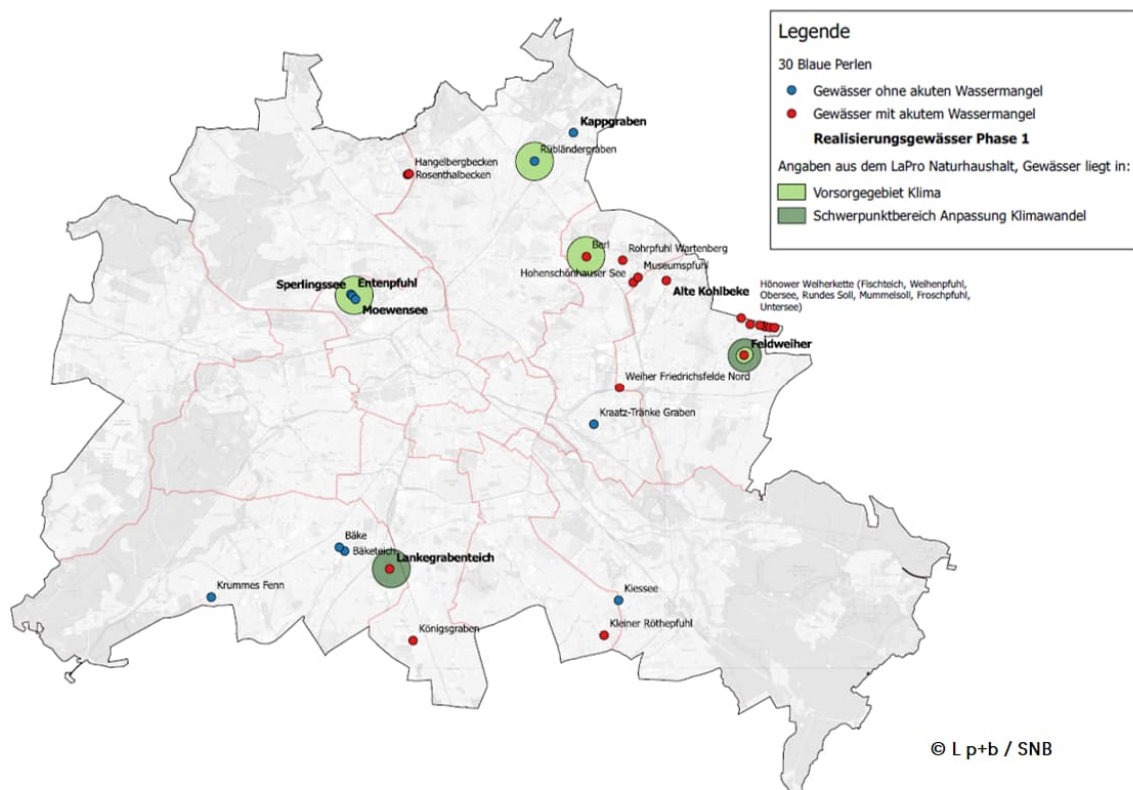 Legende
30 Blaue Perlen
Gewässer ohne akuten Wassermangel
Gewässer mit akutem Wassermangel
Realisierungsgewässer Phase 1
Angaben aus dem LaPro Naturhaushalt, Gewässer liegt in:
Vorsorgegebiet Klima
Schwerpunktbereich Anpassung Klimawandel
Kappgraben
Rübländergraben
Hangelbergbecken
Rosenthalbecken
Berl
Rohrpfuhl Wartenberg
Hohenschönhauser See
Museumspfuhl
Alte Kohlbeke
Sperlingssee
Entenpfuhl
Moewensee
Hönower Weiherkette (Fischteich, Weihenpfuhl,
Obersee, Rundes Soll, Mummelsoll, Froschpfuhl,
Untersee)
Feldweiher
Weiher Friedrichsfelde Nord
Kraatz-Tränke Graben
Bäke
Bäketeich
Lankegrabenteich
Krummes Fenn
Kiessee
Kleiner Röthepfuhl
Königsgraben
© L p+b / SNB